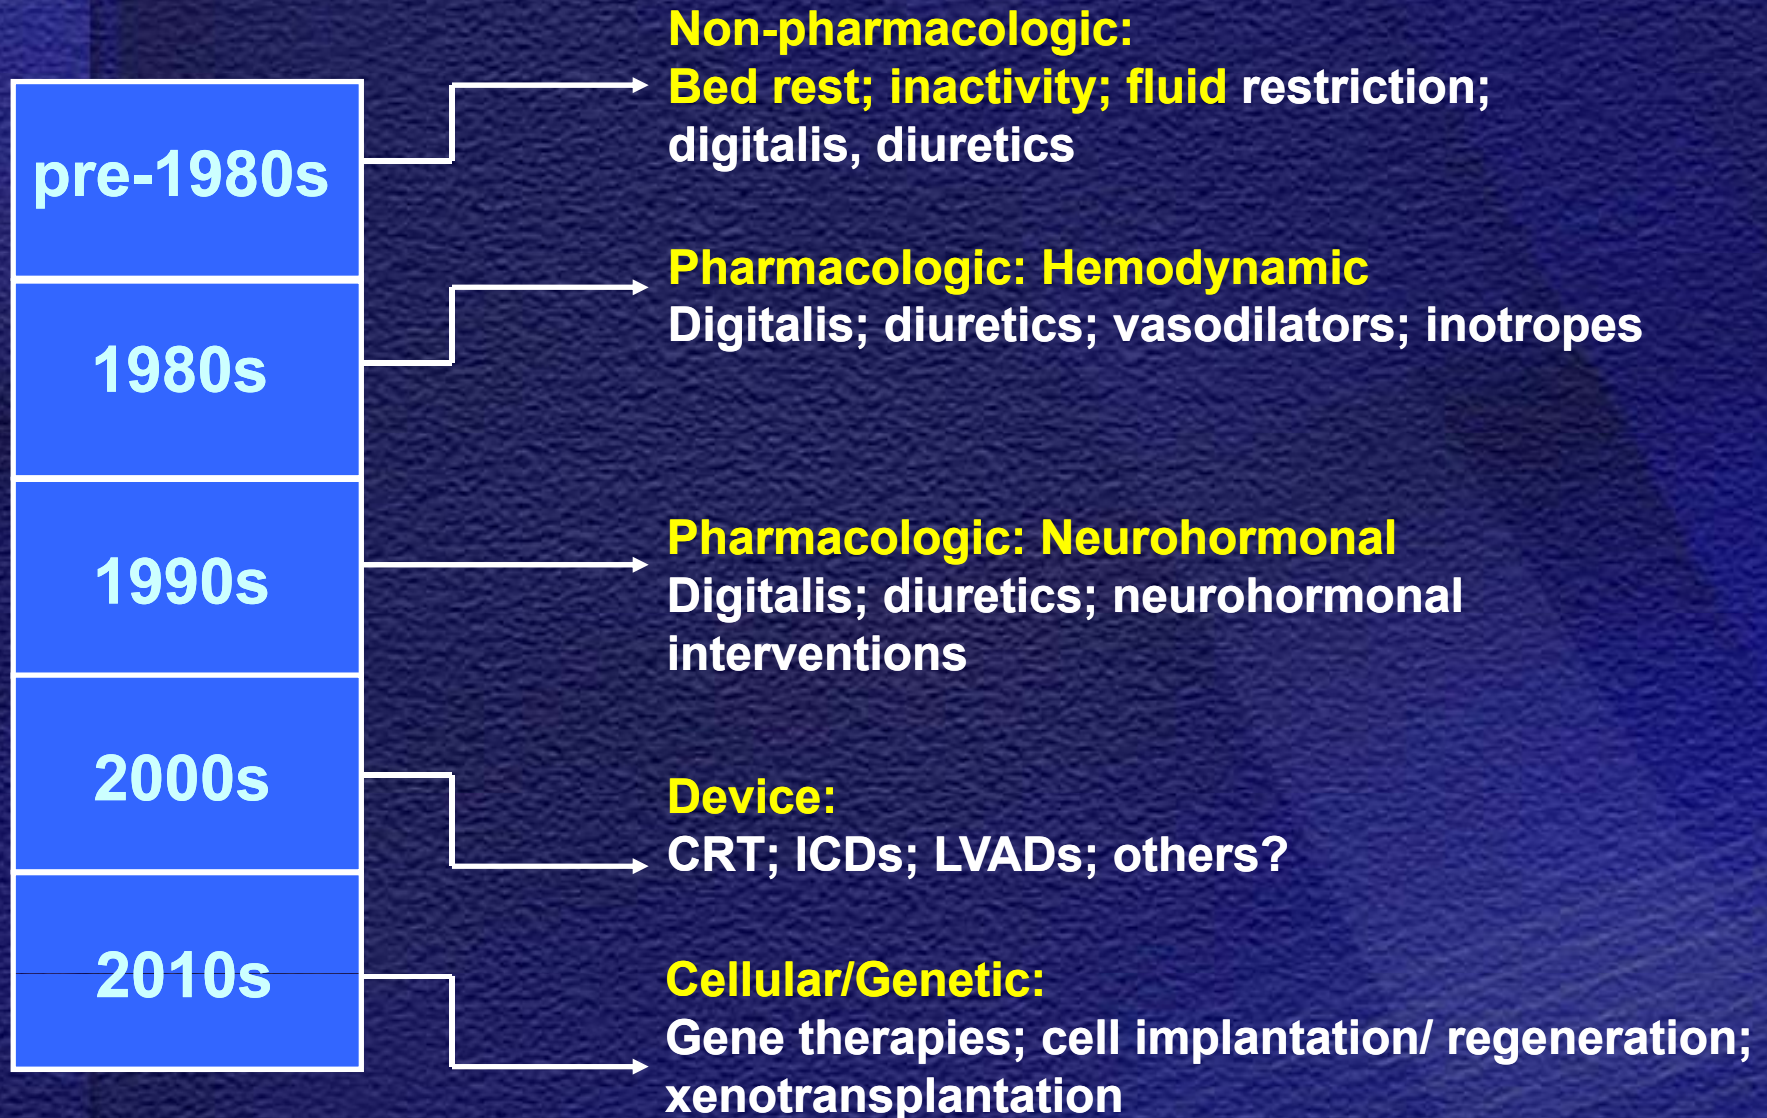 Non-pharmacologic:
Bed rest; inactivity; fluid restriction;
digitalis, diuretics
pre-1980s
Pharmacologic: Hemodynamic
Digitalis; diuretics; vasodilators; inotropes
1980s
Pharmacologic: Neurohormonal
Digitalis; diuretics; neurohormonal
interventions
1990s
Device:
CRT; ICDs; LVADs; others?
2000s
Cellular/Genetic:
Gene therapies; cell implantation/ regeneration;
xenotransplantation
2010s